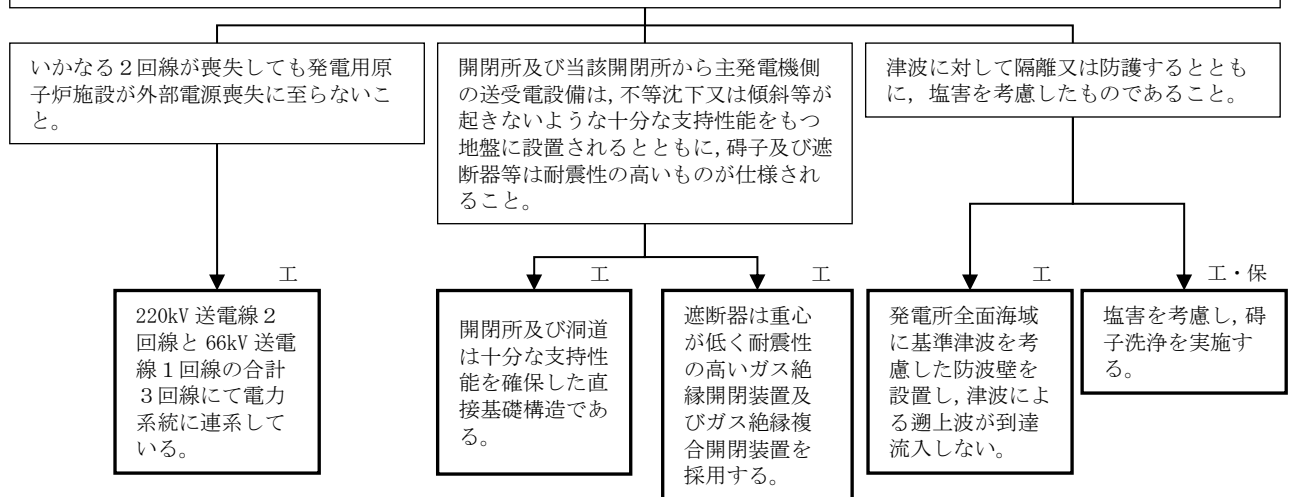 いかなる２回線が喪失しても発電用原
子炉施設が外部電源喪失に至らないこ
と。
開閉所及び当該開閉所から主発電機側
の送受電設備は,不等沈下又は傾斜等が
起きないような十分な支持性能をもつ
地盤に設置されるとともに,碍子及び遮
断器等は耐震性の高いものが仕様され
ること。
津波に対して隔離又は防護するととも
に，塩害を考慮したものであること。
工
220kV 送電線２
回線と 66kV 送電
線１回線の合計
３回線にて電力
系統に連系して
いる。
工
開閉所及び洞道
は十分な支持性
能を確保した直
接基礎構造であ
る。
工
遮断器は重心
が低く耐震性
の高いガス絶
縁開閉装置及
びガス絶縁複
合開閉装置を
採用する。
工
発電所全面海域
に基準津波を考
慮した防波壁を
設置し,津波によ
る遡上波が到達
流入しない。
工・保
塩害を考慮し,碍
子洗浄を実施す
る。